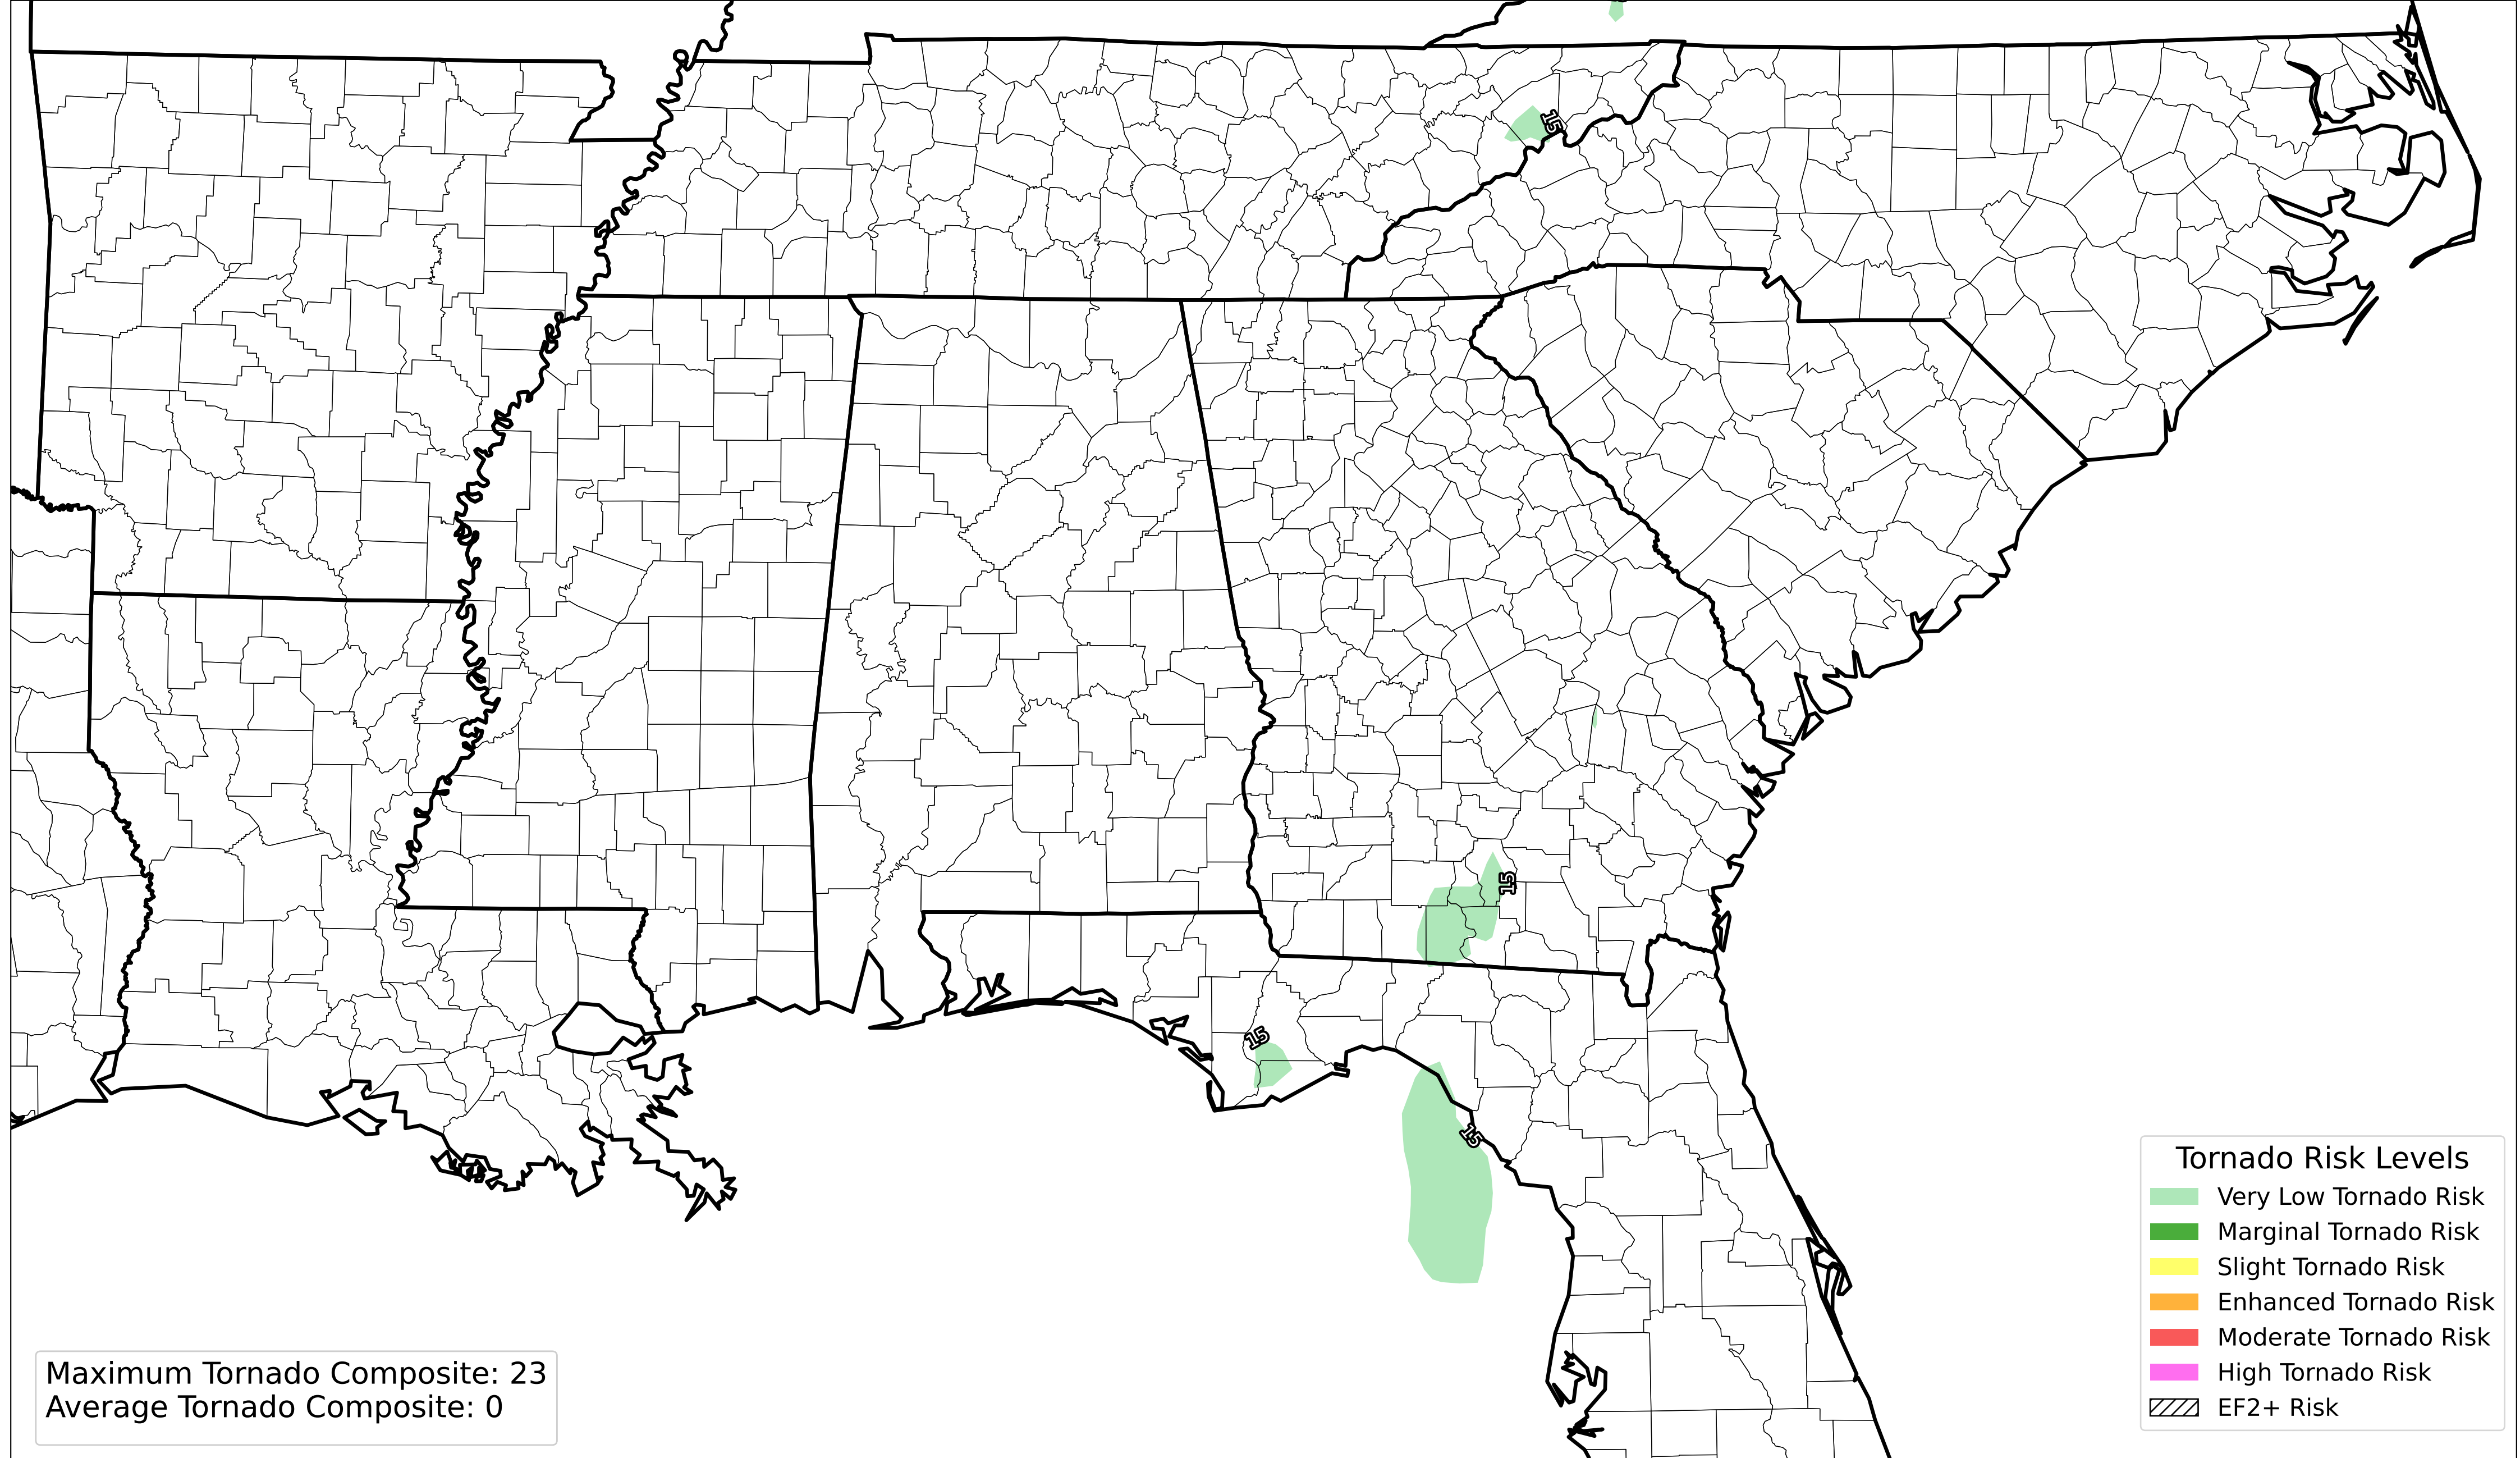 15
15
15
15
Tornado Risk Levels
Very Low Tornado Risk
Marginal Tornado Risk
Slight Tornado Risk
Enhanced Tornado Risk
Moderate Tornado Risk
High Tornado Risk
EF2+ Risk
Maximum Tornado Composite: 23
Average Tornado Composite: 0